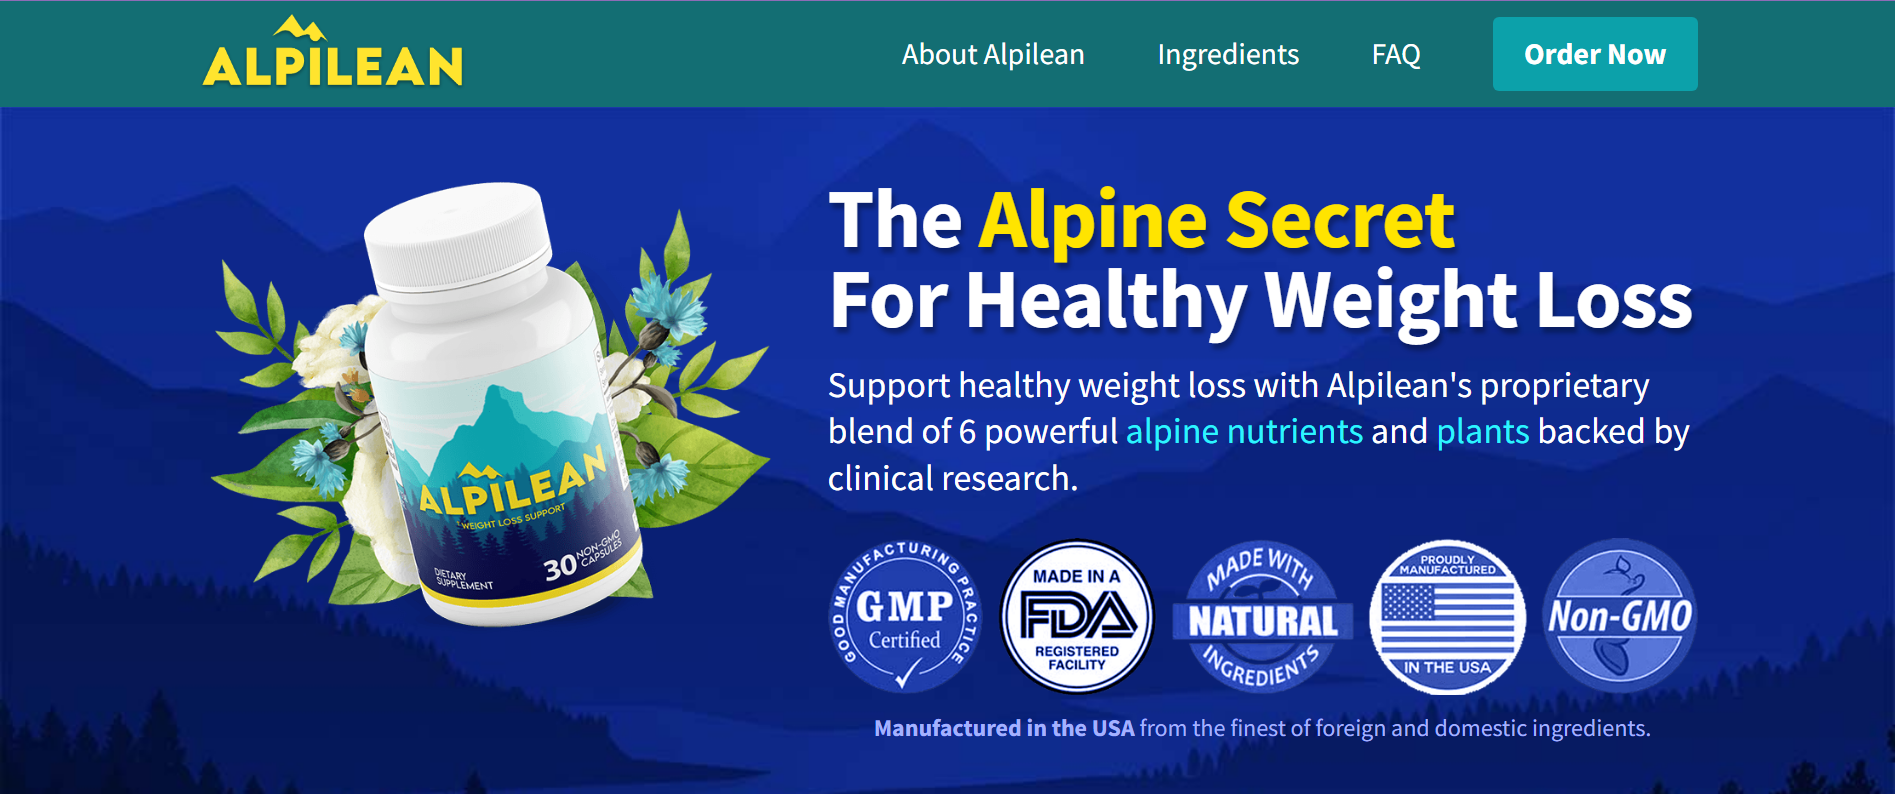 ALPILEAN
About Alpilean
Ingredients
FAQ
Order Now
The Alpine Secret
For Healthy Weight Loss
Support healthy weight loss with Alpilean's proprietary
blend of 6 powerful alpine nutrients and plants backed by
clinical research.
ALPILEAN
WEIGHT LOSS SUPPORT
DIETARY
SUPPLEMENT
30 NON-GMO
CAPSULES
GOOD MANUFACTURING PRACTICE
GMP
Certified
MADE IN A
FDA
REGISTERED
FACILITY
MADE WITH
NATURAL
INGREDIENTS
PROUDLY
MANUFACTURED
IN THE USA
Non-GMO
Manufactured in the USA from the finest of foreign and domestic ingredients.